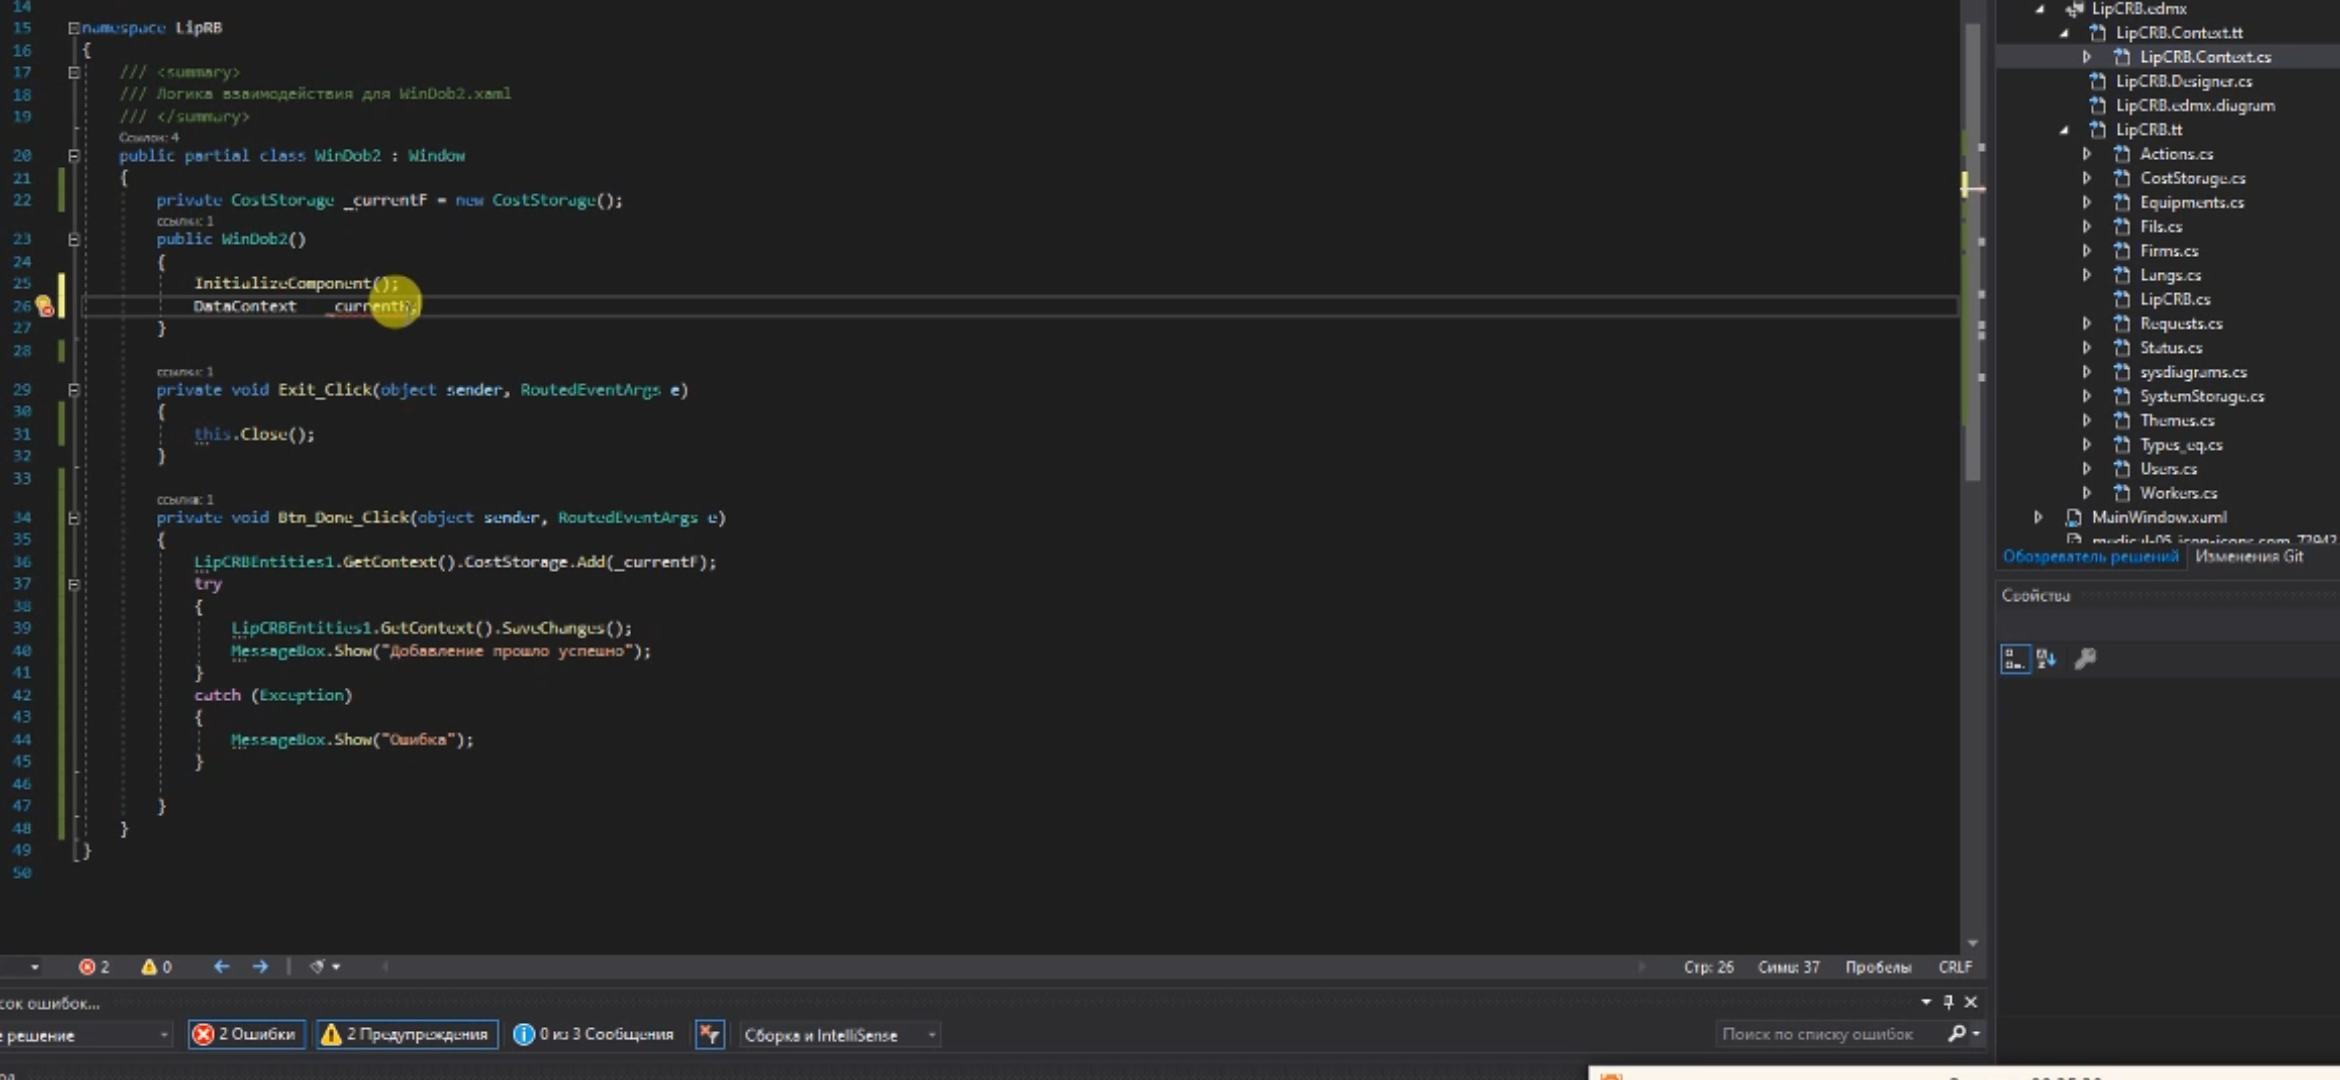 14
15 namespace LipRB
16 {
17 /// <summary>
18 /// Логика взаимодействия для WinDob2.xaml
19 /// </summary>
Ссылок: 4
20 public partial class WinDob2 : Window
21 {
22 private CostStorage _currentF = new CostStorage();
ссылка: 1
23 public WinDob2()
24 {
25 InitializeComponent();
26 DataContext _currentF;
27 }
28
ссылка: 1
29 private void Exit_Click(object sender, RoutedEventArgs e)
30 {
31 this.Close();
32 }
33
ссылка: 1
34 private void Btn_Done_Click(object sender, RoutedEventArgs e)
35 {
36 LipCRBEntities1.GetContext().CostStorage.Add(_currentF);
37 try
38 {
39 LipCRBEntities1.GetContext().SaveChanges();
40 MessageBox.Show("Добавление прошло успешно");
41 }
42 catch (Exception)
43 {
44 MessageBox.Show("Ошибка");
45 }
46
47 }
48 }
49 }
50
2 0 Стр: 26 Симв: 37 Пробелы CRLF
сок ошибок...
е решение 2 Ошибки 2 Предупреждения 0 из 3 Сообщения Сборка и IntelliSense Поиск по списку ошибок
LipCRB.edmx
LipCRB.Context.tt
LipCRB.Context.cs
LipCRB.Designer.cs
LipCRB.edmx.diagram
LipCRB.tt
Actions.cs
CostStorage.cs
Equipments.cs
Fils.cs
Firms.cs
Langs.cs
LipCRB.cs
Requests.cs
Status.cs
sysdiagrams.cs
SystemStorage.cs
Themes.cs
Types_eq.cs
Users.cs
Workers.cs
MainWindow.xaml
Обозреватель решений Изменения Git
Свойства